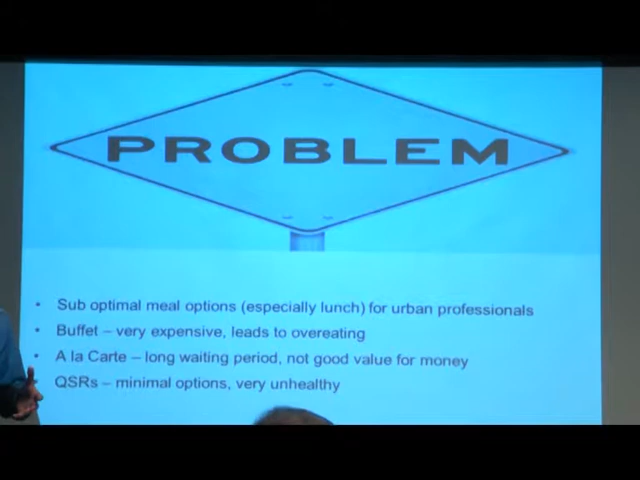 PROBLEM
• Sub optimal meal options (especially lunch) for urban professionals
• Buffet – very expensive, leads to overeating
• A la Carte – long waiting period, not good value for money
• QSRs – minimal options, very unhealthy